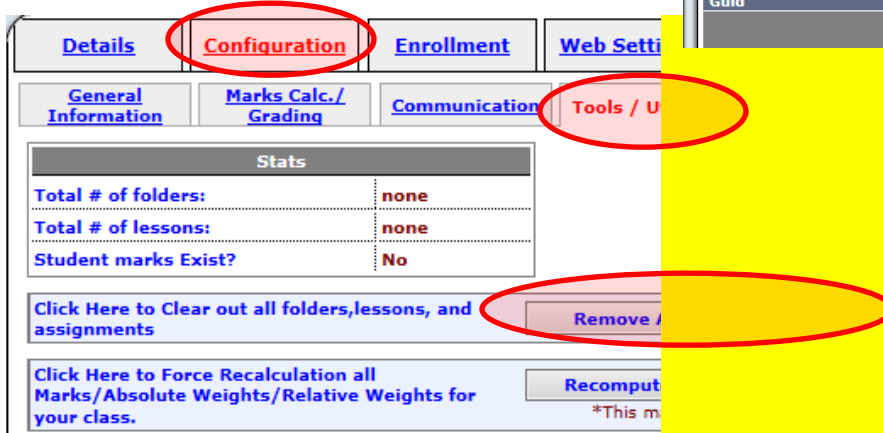 Guid
Details Configuration Enrollment Web Setti
General Information Marks Calc./ Grading Communication Tools / U
Stats
Total # of folders: none
Total # of lessons: none
Student marks Exist? No
Click Here to Clear out all folders,lessons, and
assignments
Remove A
Click Here to Force Recalculation all
Marks/Absolute Weights/Relative Weights for
your class.
Recomput
*This ma